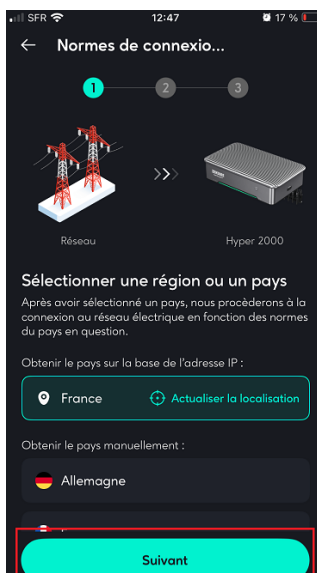 SFR 12:47 17 %
Normes de connexio...
1 2 3
Réseau Hyper 2000
Sélectionner une région ou un pays
Après avoir sélectionné un pays, nous procèderons à la
connexion au réseau électrique en fonction des normes
du pays en question.
Obtenir le pays sur la base de l'adresse IP :
France Actualiser la localisation
Obtenir le pays manuellement :
Allemagne
Suivant